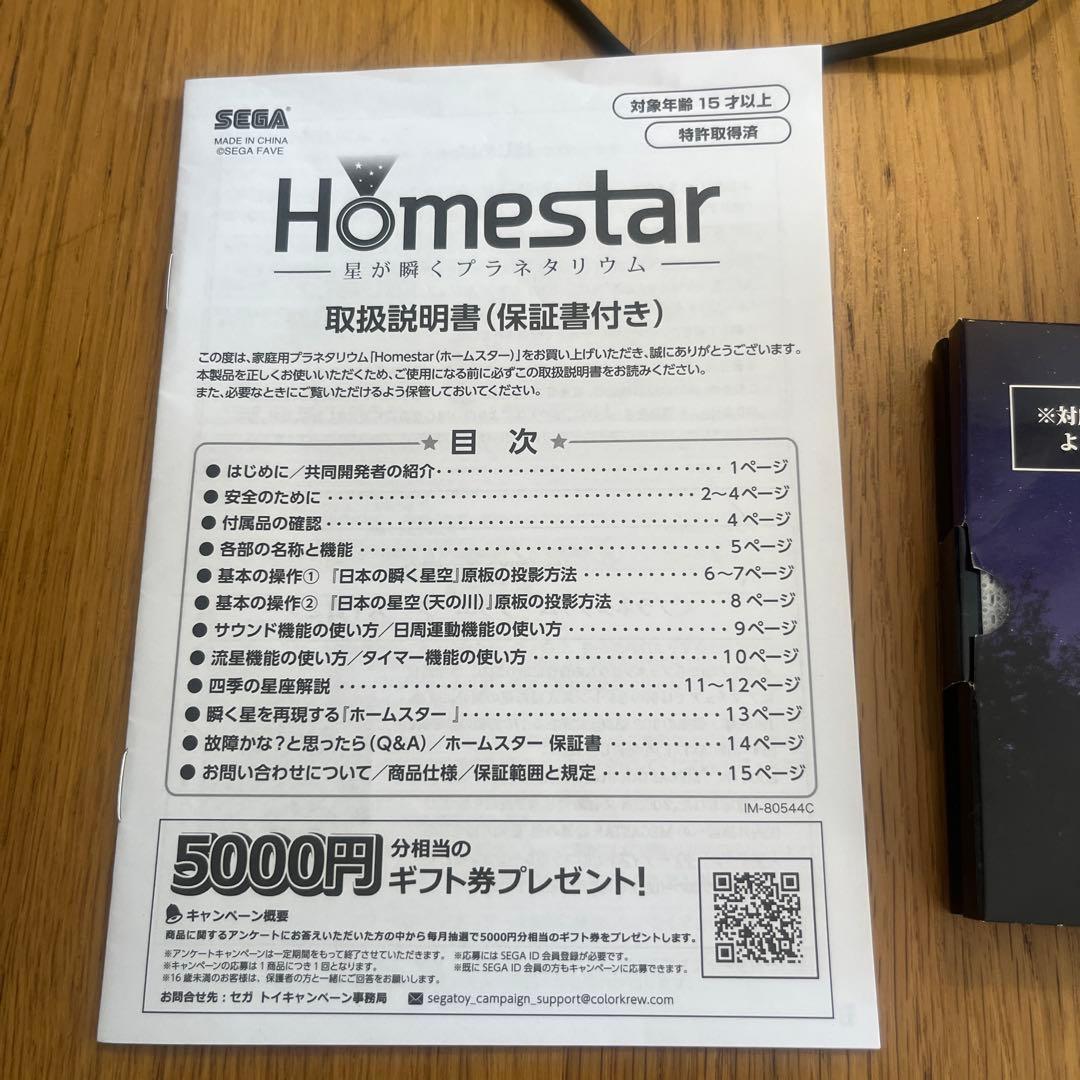 SEGA
MADE IN CHINA
©SEGA FAVE
対象年齢 15 才以上
特許取得済
Homestar
星が瞬くプラネタリウム
取扱説明書(保証書付き)
この度は、家庭用プラネタリウム「Homestar(ホームスター)」をお買い上げいただき、誠にありがとうございます。
本製品を正しくお使いいただくため、ご使用になる前に必ずこの取扱説明書をお読みください。
また、必要なときにご覧いただけるよう保管しておいてください。
★ 目 次 ★
● はじめに/共同開発者の紹介・・・・・・・・・・・・・・・・・・・・・・・・・・・1ページ
● 安全のために・・・・・・・・・・・・・・・・・・・・・・・・・・・・・・・・・・・2〜4ページ
● 付属品の確認・・・・・・・・・・・・・・・・・・・・・・・・・・・・・・・・・・・・・4ページ
● 各部の名称と機能・・・・・・・・・・・・・・・・・・・・・・・・・・・・・・・・・・5ページ
● 基本の操作① 『日本の瞬く星空』原板の投影方法・・・・・・・・・・・6〜7ページ
● 基本の操作② 『日本の星空(天の川)』原板の投影方法・・・・・・・・・・8ページ
● サウンド機能の使い方/日周運動機能の使い方・・・・・・・・・・・・・・・9ページ
● 流星機能の使い方/タイマー機能の使い方・・・・・・・・・・・・・・・・・10ページ
● 四季の星座解説・・・・・・・・・・・・・・・・・・・・・・・・・・・・・・・11〜12ページ
● 瞬く星を再現する『ホームスター 』・・・・・・・・・・・・・・・・・・・・・・・13ページ
● 故障かな?と思ったら(Q&A)/ホームスター 保証書・・・・・・・・・・14ページ
● お問い合わせについて/商品仕様/保証範囲と規定・・・・・・・・・・・15ページ
IM-80544C
5000円 分相当の
ギフト券プレゼント!
キャンペーン概要
商品に関するアンケートにお答えいただいた方の中から毎月抽選で5000円分相当のギフト券をプレゼントします。
※アンケートキャンペーンは一定期間をもって終了させていただきます。 ※応募には SEGA ID 会員登録が必要です。
※キャンペーンの応募は 1 商品につき 1 回となります。 ※既に SEGA ID 会員の方もキャンペーンに応募できます。
※16 歳未満のお客様は、保護者の方と一緒にご回答をお願いします。
お問合せ先:セガ トイキャンペーン事務局 segatoy_campaign_support@colorkrew.com
※対
よ